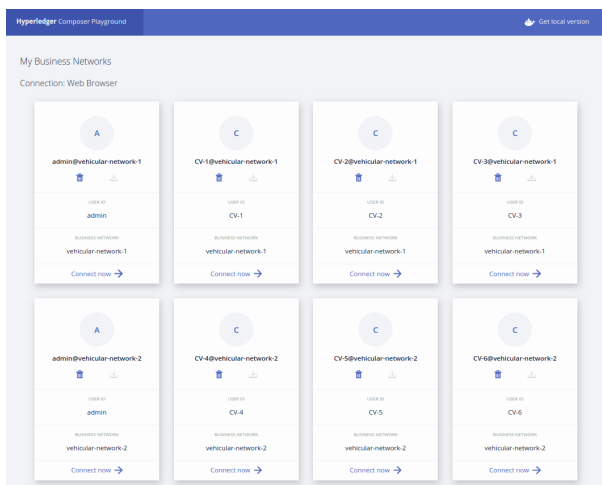 Hyperledger Composer Playground
Get local version
My Business Networks
Connection: Web Browser
A
admin@vehicular-network-1
USER ID
admin
BUSINESS NETWORK
vehicular-network-1
Connect now
C
CV-1@vehicular-network-1
USER ID
CV-1
BUSINESS NETWORK
vehicular-network-1
Connect now
C
CV-2@vehicular-network-1
USER ID
CV-2
BUSINESS NETWORK
vehicular-network-1
Connect now
C
CV-3@vehicular-network-1
USER ID
CV-3
BUSINESS NETWORK
vehicular-network-1
Connect now
A
admin@vehicular-network-2
USER ID
admin
BUSINESS NETWORK
vehicular-network-2
Connect now
C
CV-4@vehicular-network-2
USER ID
CV-4
BUSINESS NETWORK
vehicular-network-2
Connect now
C
CV-5@vehicular-network-2
USER ID
CV-5
BUSINESS NETWORK
vehicular-network-2
Connect now
C
CV-6@vehicular-network-2
USER ID
CV-6
BUSINESS NETWORK
vehicular-network-2
Connect now